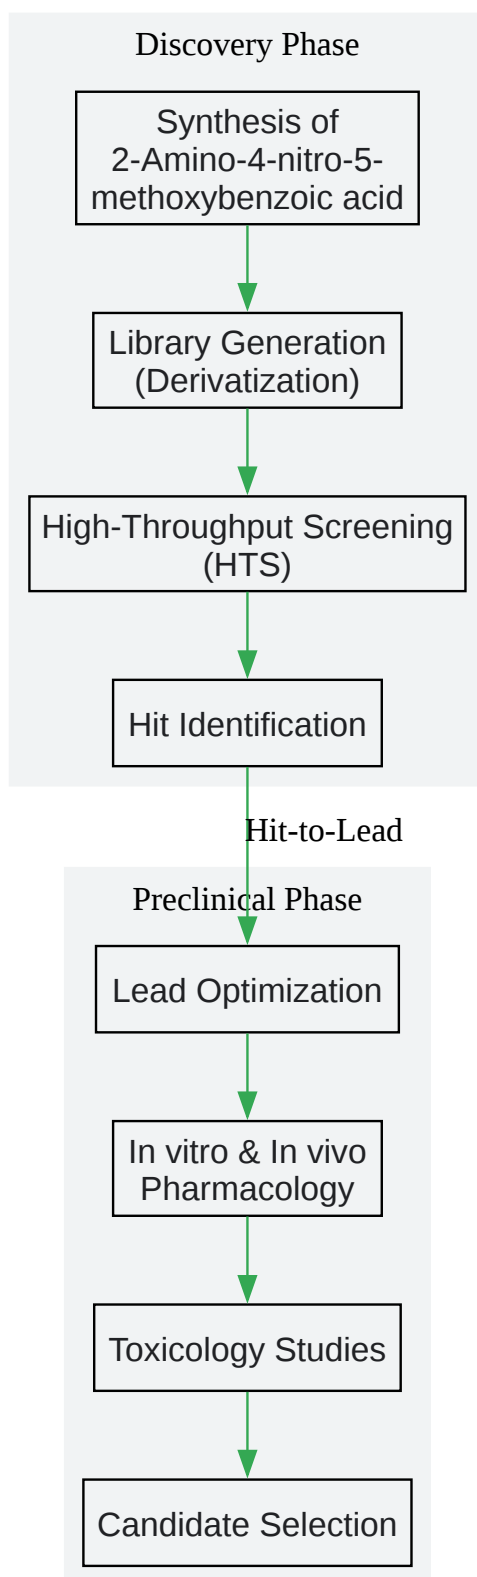 Discovery Phase
Synthesis of
2-Amino-4-nitro-5-
methoxybenzoic acid
Library Generation
(Derivatization)
High-Throughput Screening
(HTS)
Hit Identification
Hit-to-Lead
Preclinical Phase
Lead Optimization
In vitro & In vivo
Pharmacology
Toxicology Studies
Candidate Selection